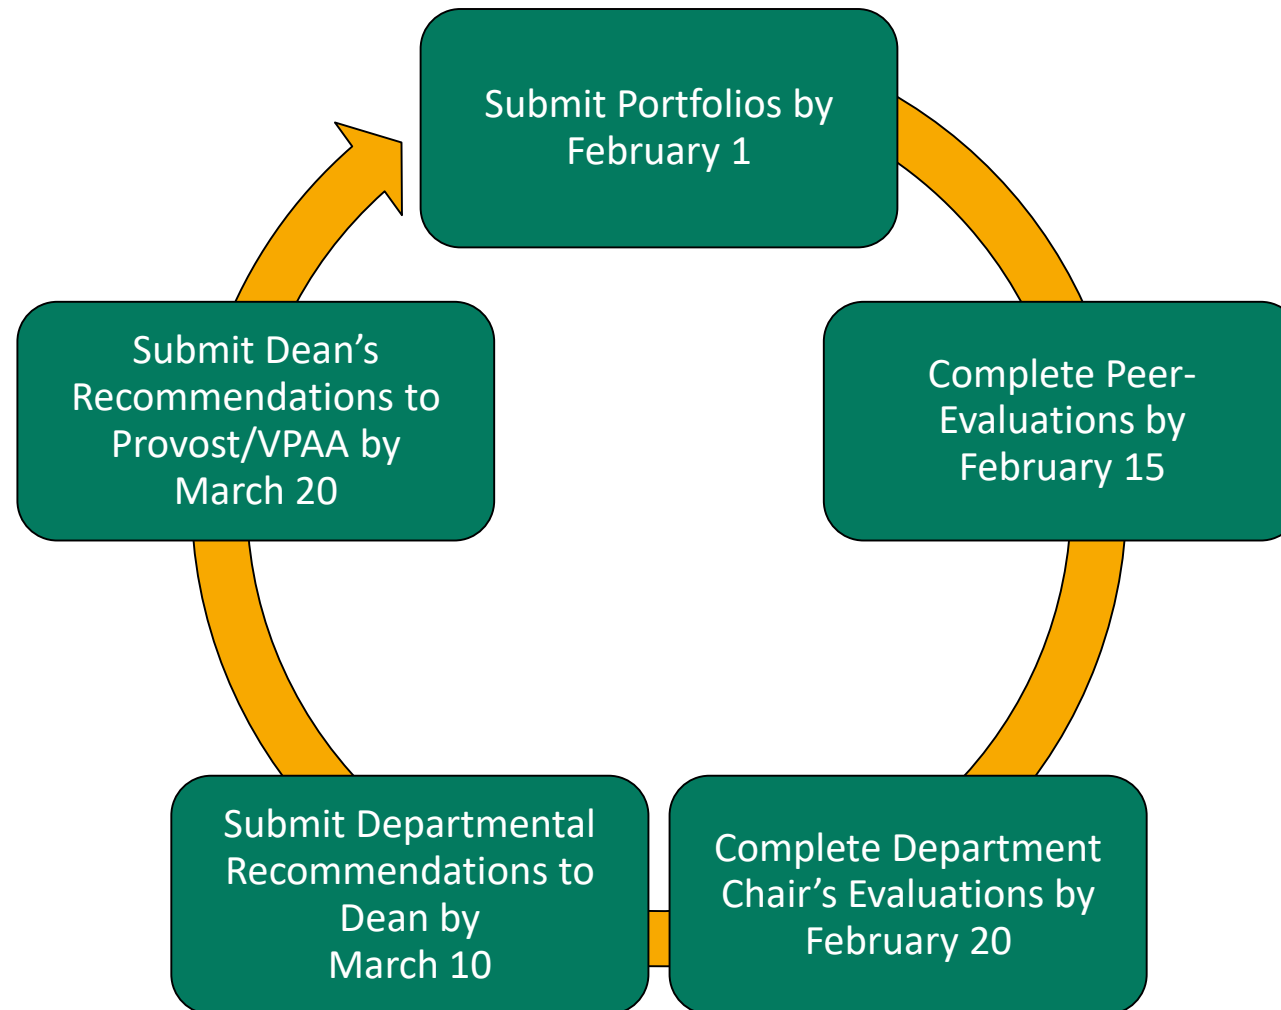 Submit Portfolios by
February 1
Complete Peer-
Evaluations by
February 15
Complete Department
Chair’s Evaluations by
February 20
Submit Departmental
Recommendations to
Dean by
March 10
Submit Dean’s
Recommendations to
Provost/VPAA by
March 20